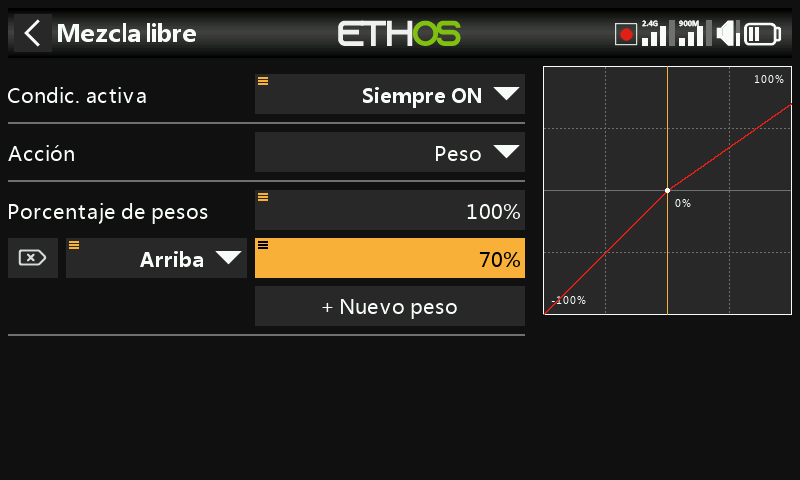 Mezcla libre
ETHOS
2.4G
900M
Condic. activa
Siempre ON
Acción
Peso
Porcentaje de pesos
100%
Arriba
70%
+ Nuevo peso
100%
0%
-100%